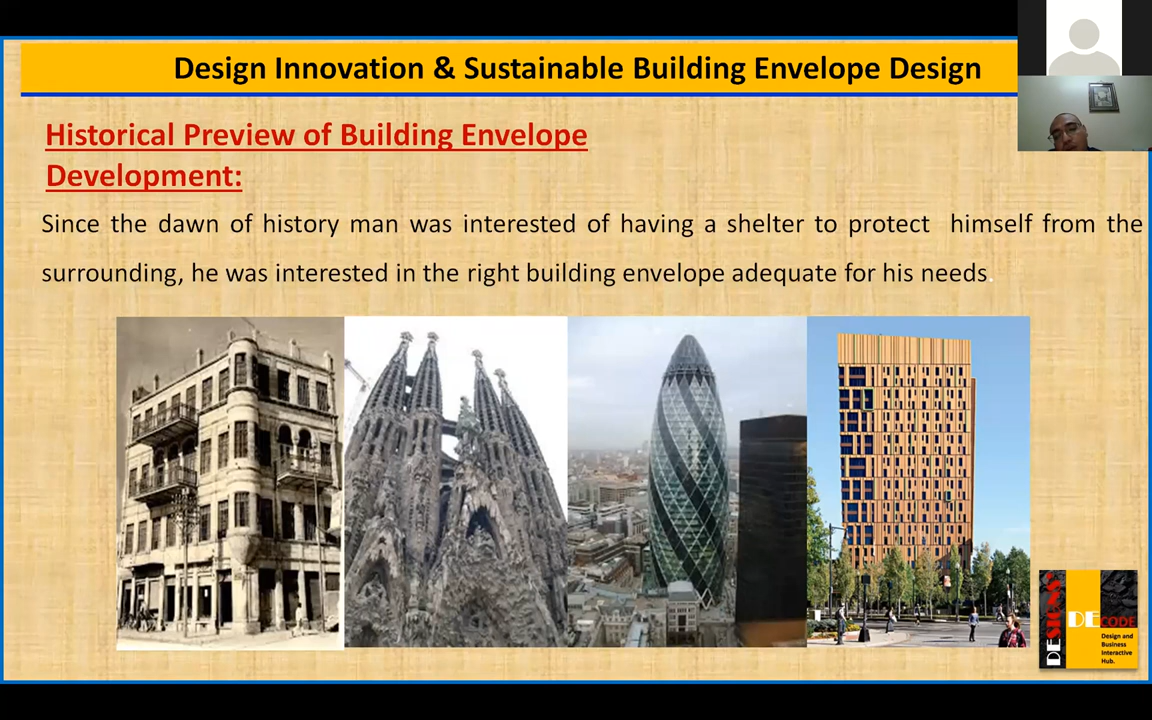 Design Innovation & Sustainable Building Envelope Design
Historical Preview of Building Envelope
Development:
Since the dawn of history man was interested of having a shelter to protect himself from the
surrounding, he was interested in the right building envelope adequate for his needs.
DESIGNS
DECODE
Design and
Business
Interactive
Hub.